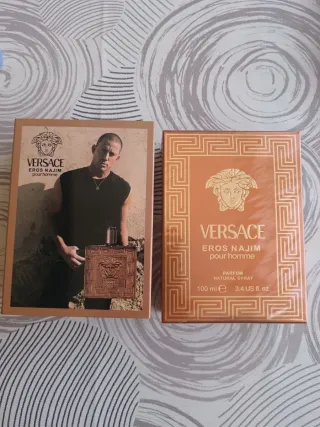 VERSACE
EROS NAJIM
pour homme
VERSACE
EROS NAJIM
pour homme
PARFUM
NATURAL SPRAY
100 ml ℮ 3.4 US fl oz